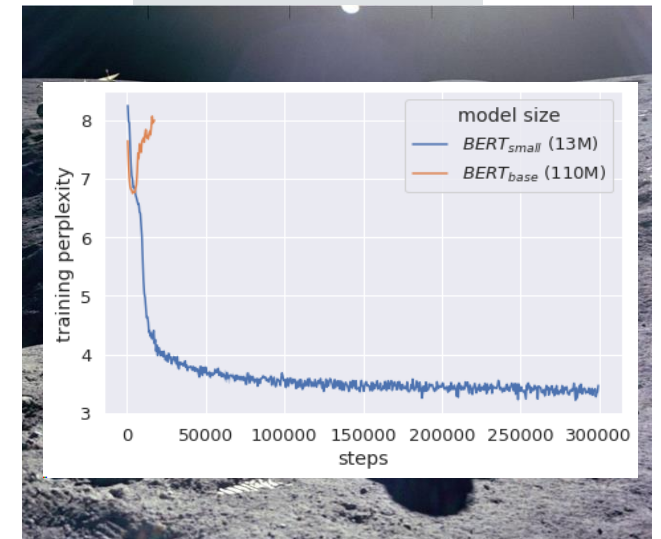 model size
BERTsmall (13M)
BERTbase (110M)
training perplexity
8
7
6
5
4
3
0 50000 100000 150000 200000 250000 300000
steps